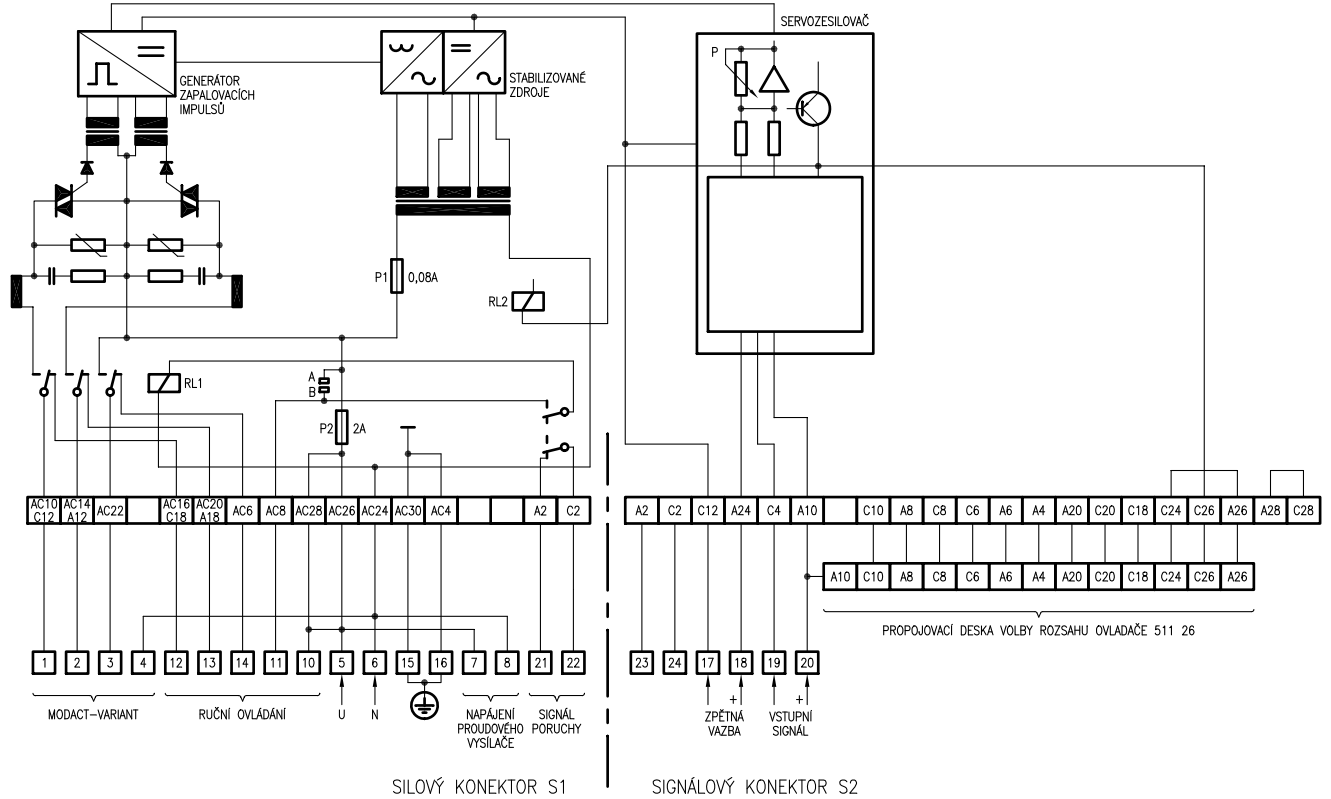 SERVOZESILOVAČ
P
GENERÁTOR
ZAPALOVACÍCH
IMPULSŮ
STABILIZOVANÉ
ZDROJE
P1
0,08A
RL2
RL1
A
B
P2
2A
AC10
C12
AC14
A12
AC22
AC16
C18
AC20
A18
AC6
AC8
AC28
AC26
AC24
AC30
AC4
A2
C2
A2
C2
C12
A24
C4
A10
C10
A8
C8
C6
A6
A4
A20
C20
C18
C24
C26
A26
A28
C28
A10
C10
A8
C8
C6
A6
A4
A20
C20
C18
C24
C26
A26
PROPOJOVACÍ DESKA VOLBY ROZSAHU OVLADAČE 511 26
1
2
3
4
12
13
14
11
10
5
6
15
16
7
8
21
22
23
24
17
18
19
20
+
+
MODACT-VARIANT
RUČNÍ OVLÁDÁNÍ
U
N
NAPÁJENÍ
PROUDOVÉHO
VYSÍLAČE
SIGNÁL
PORUCHY
ZPĚTNÁ
VAZBA
VSTUPNÍ
SIGNÁL
SILOVÝ KONEKTOR S1
SIGNÁLOVÝ KONEKTOR S2